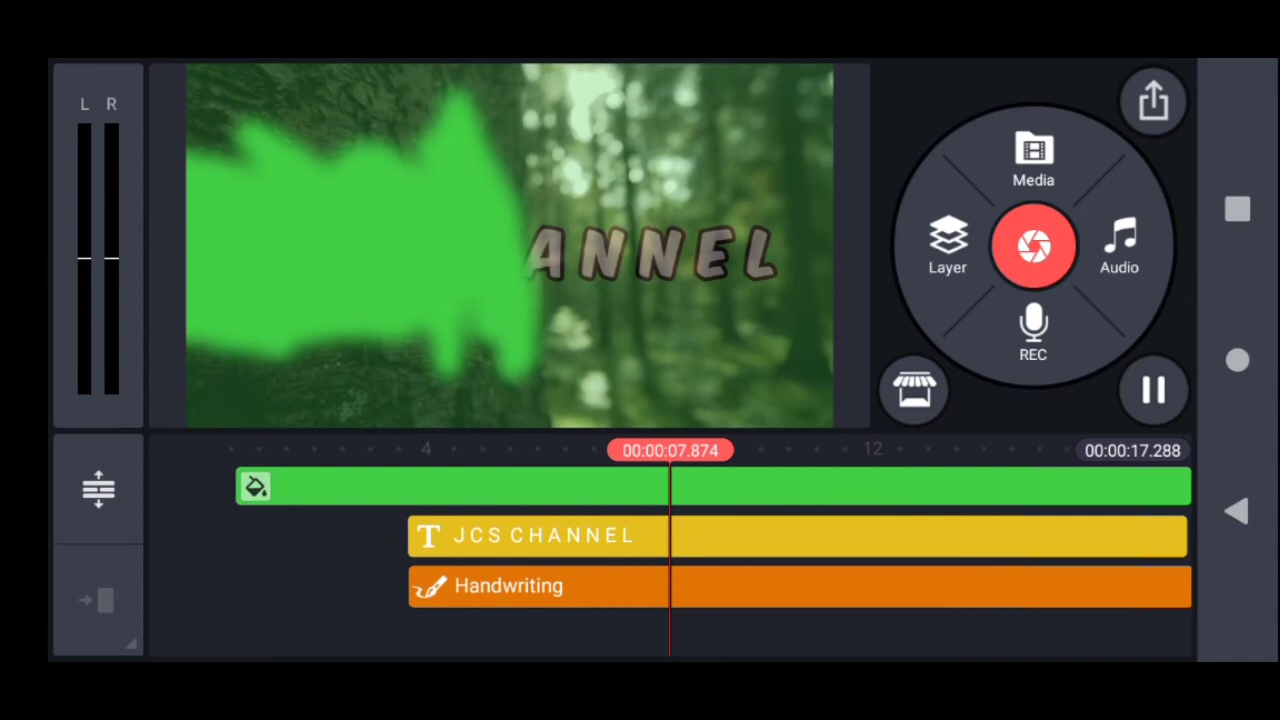 L R
ANNEL
Media
Layer
Audio
REC
4
00:00:07.874
12
00:00:17.288
T JCS CHANNEL
Handwriting